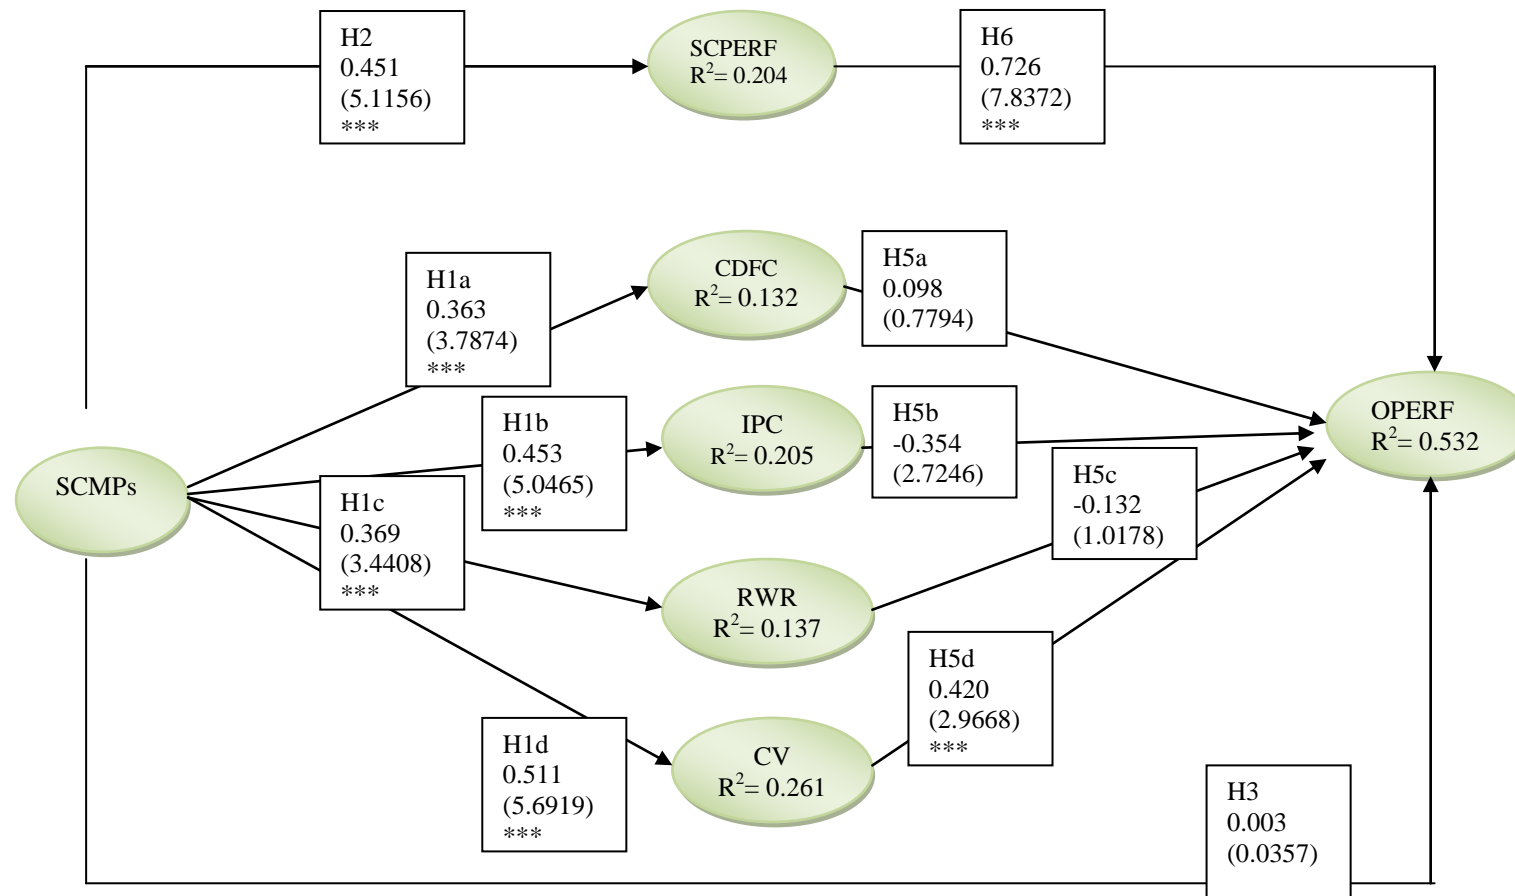 H2
0.451
(5.1156)
***
SCPERF
R²= 0.204
H6
0.726
(7.8372)
***
H1a
0.363
(3.7874)
***
CDFC
R²= 0.132
H5a
0.098
(0.7794)
H1b
0.453
(5.0465)
***
IPC
R²= 0.205
H5b
-0.354
(2.7246)
OPERF
R²= 0.532
SCMPs
H1c
0.369
(3.4408)
***
RWR
R²= 0.137
H5c
-0.132
(1.0178)
H1d
0.511
(5.6919)
***
CV
R²= 0.261
H5d
0.420
(2.9668)
***
H3
0.003
(0.0357)